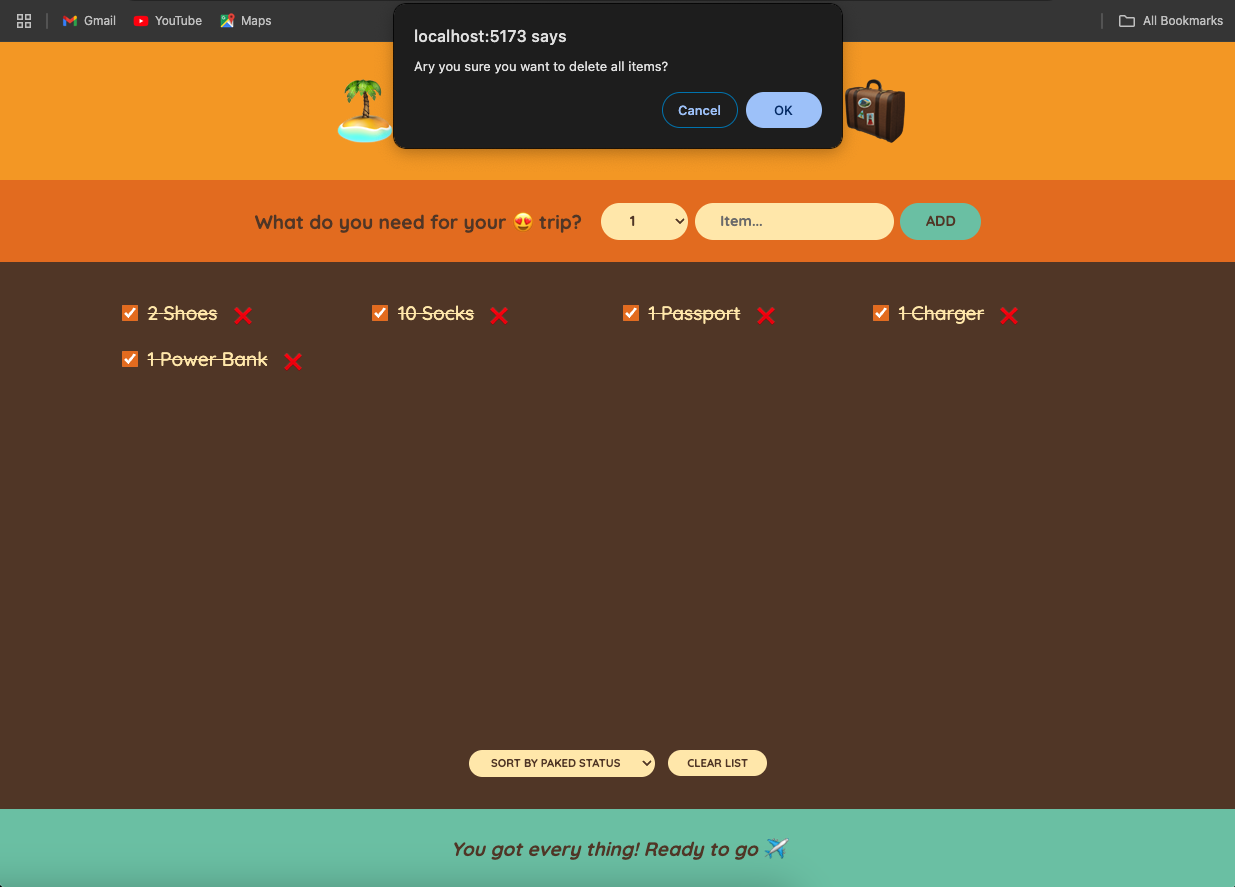 Gmail
YouTube
Maps
All Bookmarks
localhost:5173 says
Ary you sure you want to delete all items?
Cancel
OK
What do you need for your 😍 trip?
1
Item...
ADD
2 Shoes ❌
10 Socks ❌
1 Passport ❌
1 Charger ❌
1 Power Bank ❌
SORT BY PAKED STATUS
CLEAR LIST
You got every thing! Ready to go ✈️